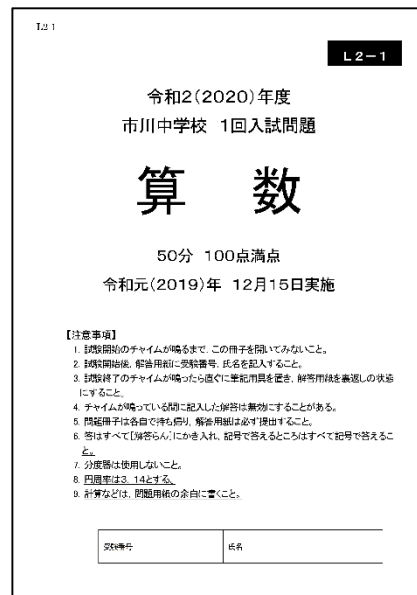 L2-1
L2-1
令和2(2020)年度
市川中学校 1回入試問題
算 数
50分 100点満点
令和元(2019)年 12月15日実施
【注意事項】
1. 試験開始のチャイムが鳴るまで、この冊子を開いてみないこと。
2. 試験開始後、解答用紙に受験番号、氏名を記入すること。
3. 試験終了のチャイムが鳴ったら直ぐに筆記用具を置き、解答用紙を裏返しの状態
にすること。
4. チャイムが鳴っている間に記入した解答は無効にすることがある。
5. 問題冊子は各自で持ち帰り、解答用紙は必ず提出すること。
6. 答はすべて[解答らん]にかき入れ、記号で答えるところはすべて記号で答えるこ
と。
7. 分度器は使用しないこと。
8. 円周率は3.14とする。
9. 計算などは、問題用紙の余白に書くこと。
受験番号
氏名